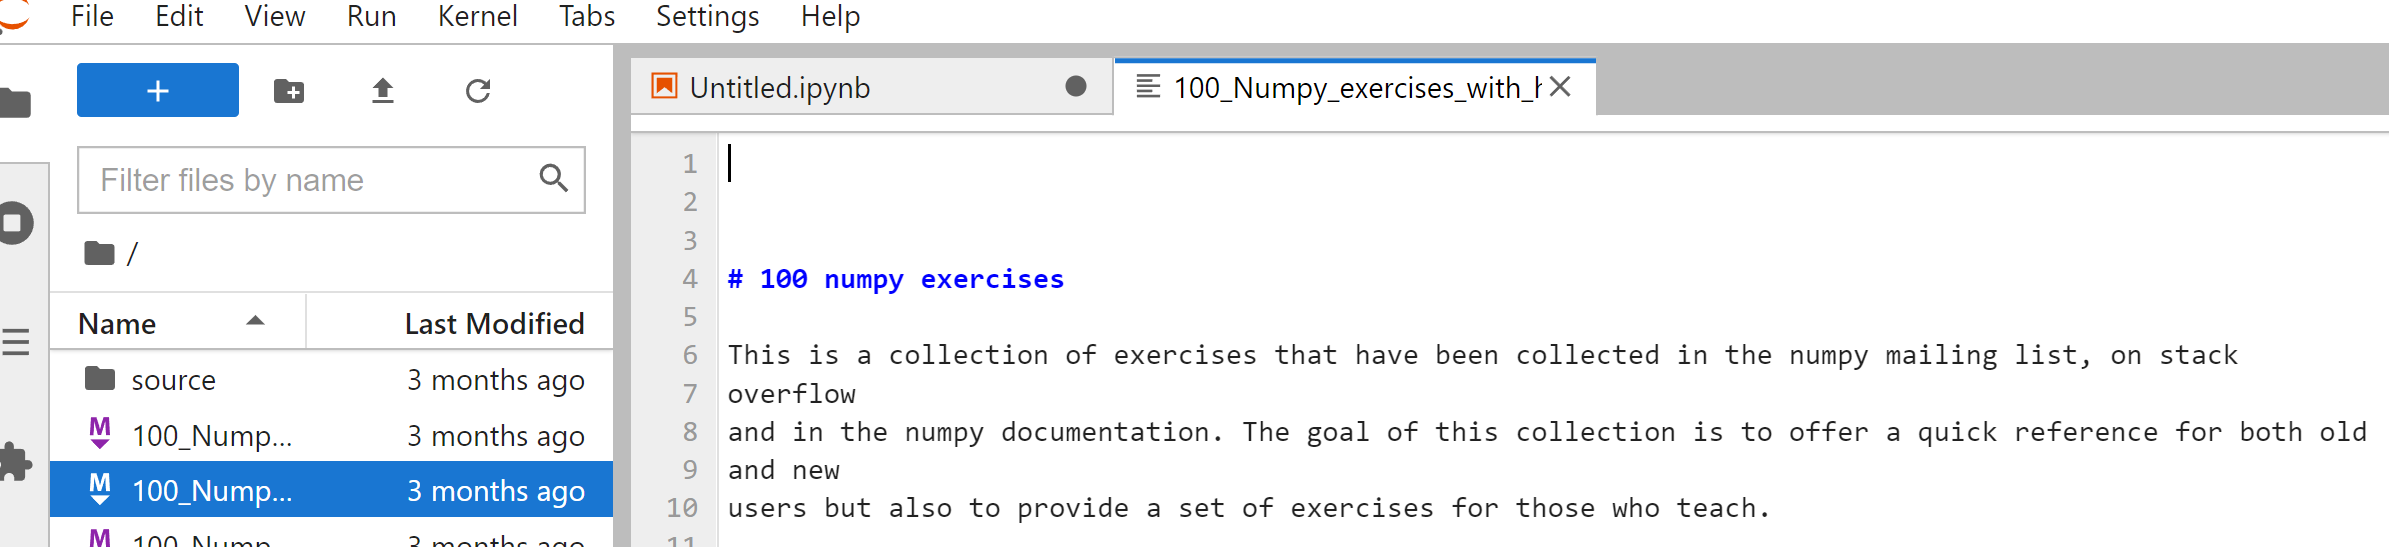 File Edit View Run Kernel Tabs Settings Help
+
Filter files by name
/
Name Last Modified
source 3 months ago
M 100_Nump... 3 months ago
M 100_Nump... 3 months ago
M 100_Nump 3 months ago
Untitled.ipynb
100_Numpy_exercises_with_h
1
2
3
4 # 100 numpy exercises
5
6 This is a collection of exercises that have been collected in the numpy mailing list, on stack
7 overflow
8 and in the numpy documentation. The goal of this collection is to offer a quick reference for both old
9 and new
10 users but also to provide a set of exercises for those who teach.
11